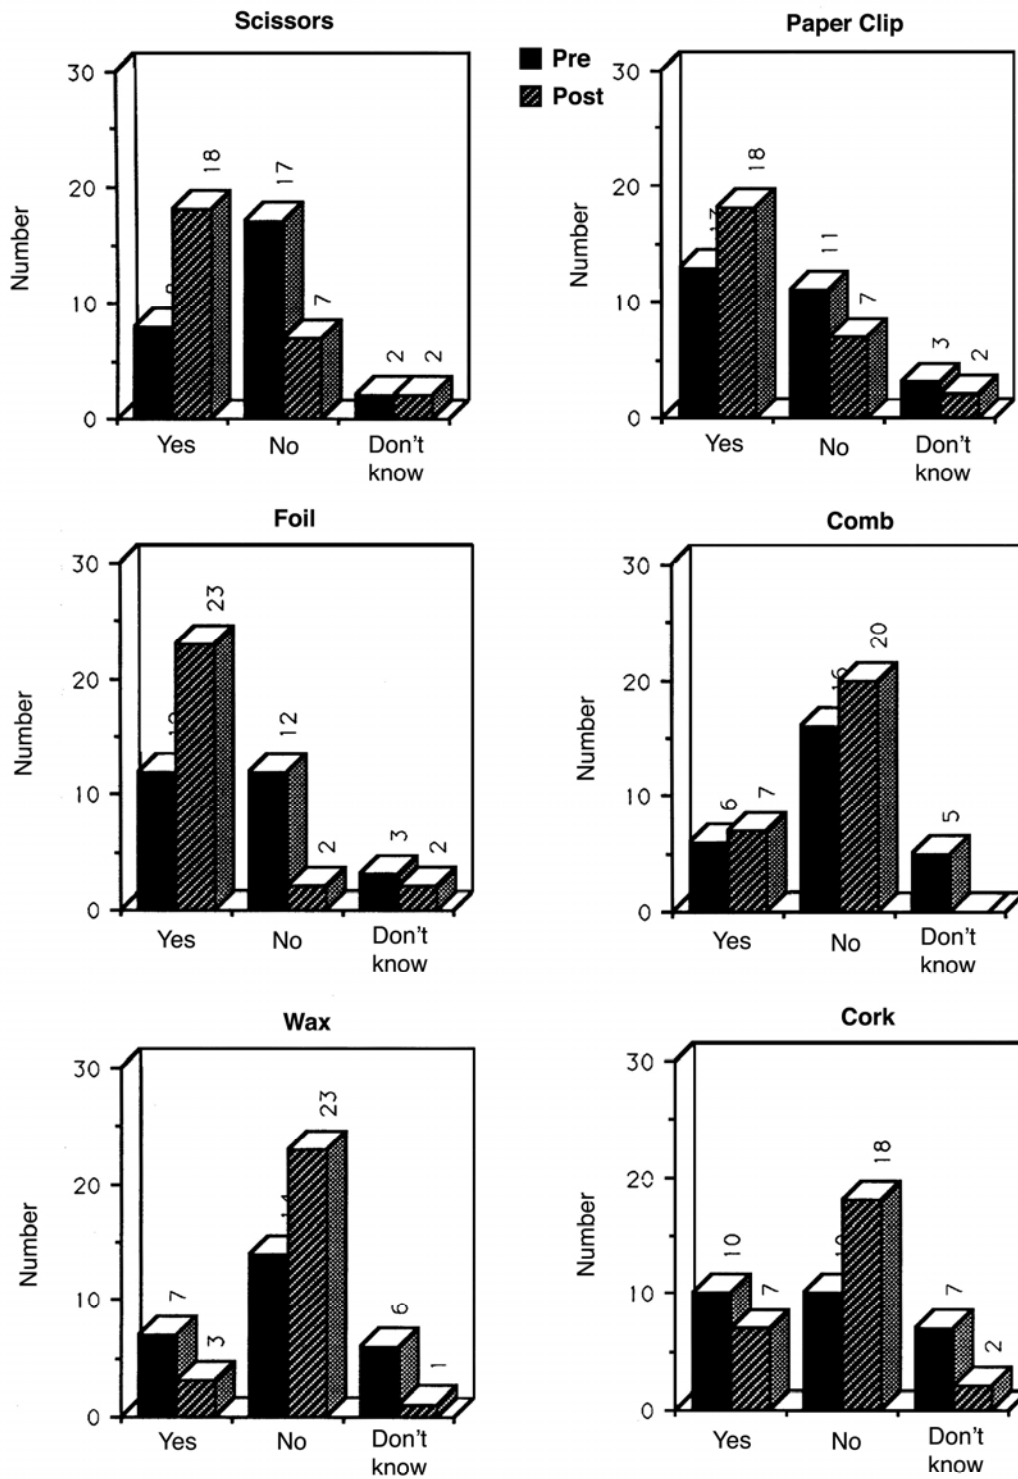 Scissors
30
20
10
0
Number
18
17
7
2
2
Yes
No
Don't
know
Pre
Post
Paper Clip
30
20
10
0
Number
18
11
7
3
2
Yes
No
Don't
know
Foil
30
20
10
0
Number
23
12
2
3
2
Yes
No
Don't
know
Comb
30
20
10
0
Number
6
7
16
20
5
Yes
No
Don't
know
Wax
30
20
10
0
Number
7
3
14
23
6
1
Yes
No
Don't
know
Cork
30
20
10
0
Number
10
7
18
7
2
Yes
No
Don't
know